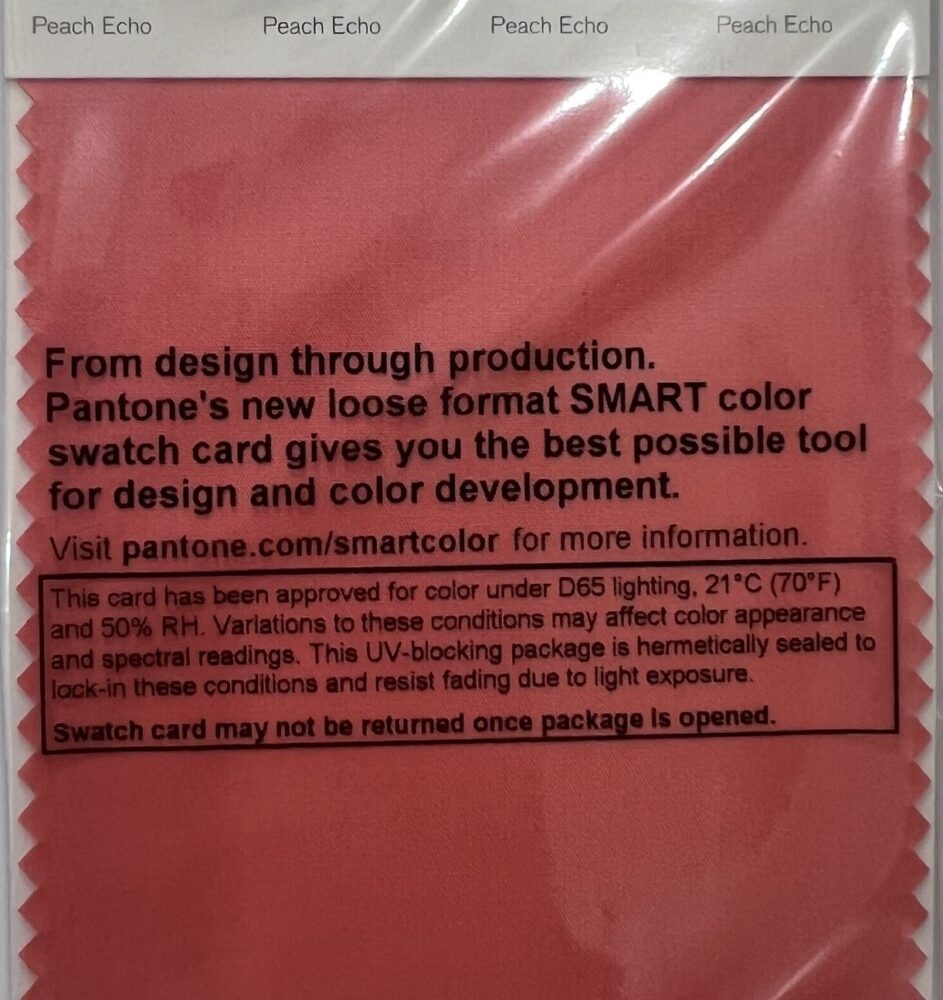 Peach Echo Peach Echo Peach Echo Peach Echo
From design through production.
Pantone's new loose format SMART color
swatch card gives you the best possible tool
for design and color development.
Visit pantone.com/smartcolor for more information.
This card has been approved for color under D65 lighting, 21°C (70°F)
and 50% RH. Variations to these conditions may affect color appearance
and spectral readings. This UV-blocking package is hermetically sealed to
lock-in these conditions and resist fading due to light exposure.
Swatch card may not be returned once package is opened.